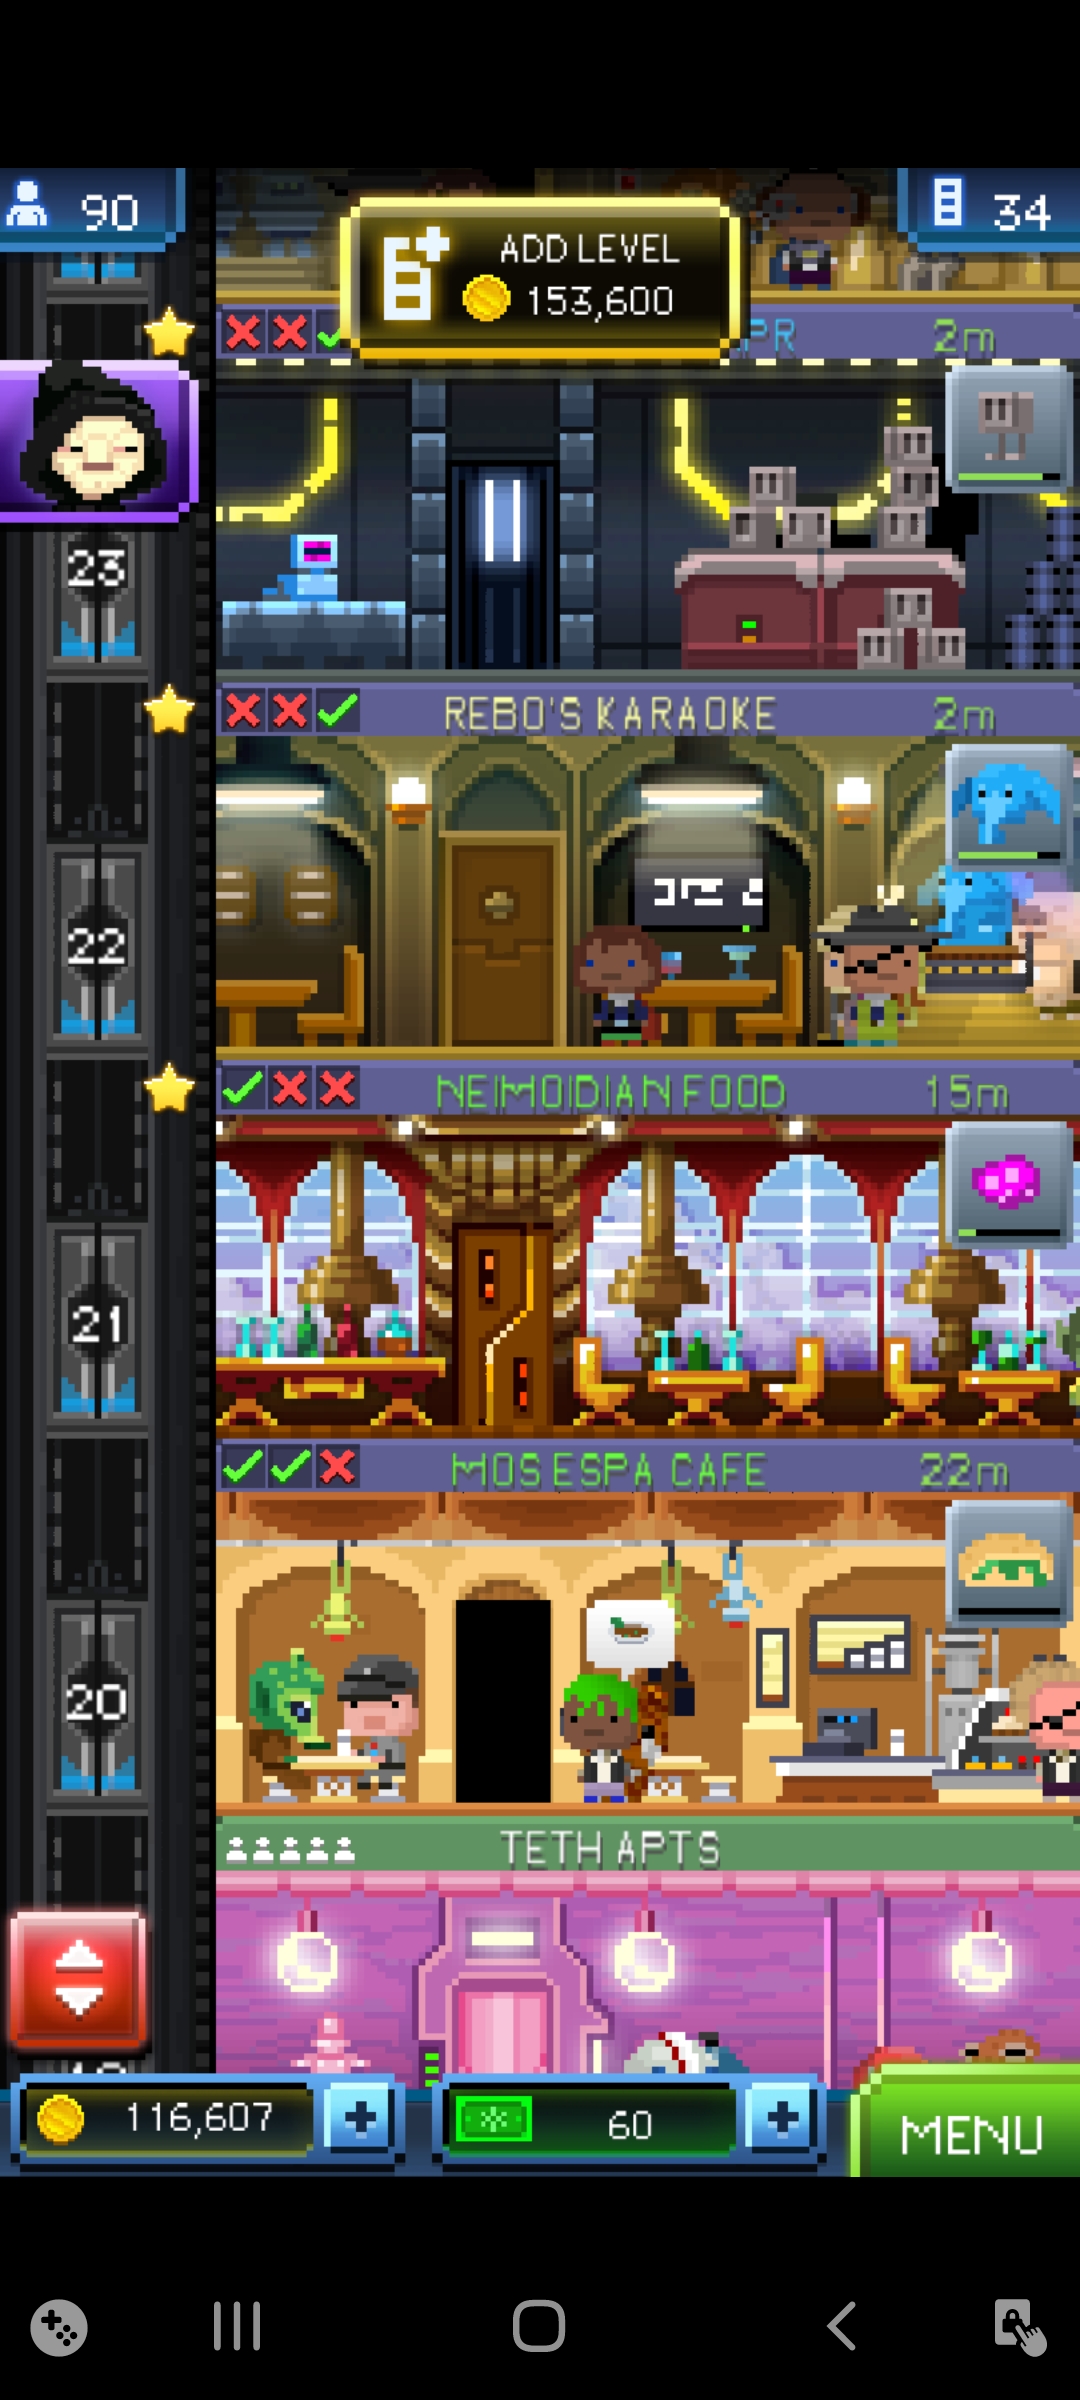 90
ADD LEVEL
153,600
34
PR 2m
23
REBO'S KARAOKE 2m
22
NEIMOIDIAN FOOD 15m
21
MOS ESPA CAFE 22m
20
TETH APTS
116,607
60
MENU